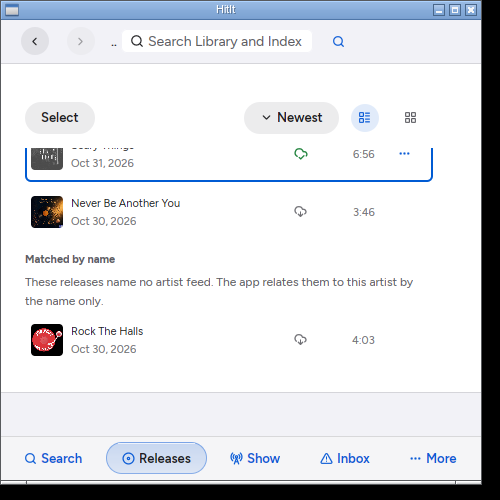 HitIt
.. Search Library and Index
Select
Newest
Oct 31, 2026
6:56
Never Be Another You
Oct 30, 2026
3:46
Matched by name
These releases name no artist feed. The app relates them to this artist by
the name only.
Rock The Halls
Oct 30, 2026
4:03
Search
Releases
Show
Inbox
More